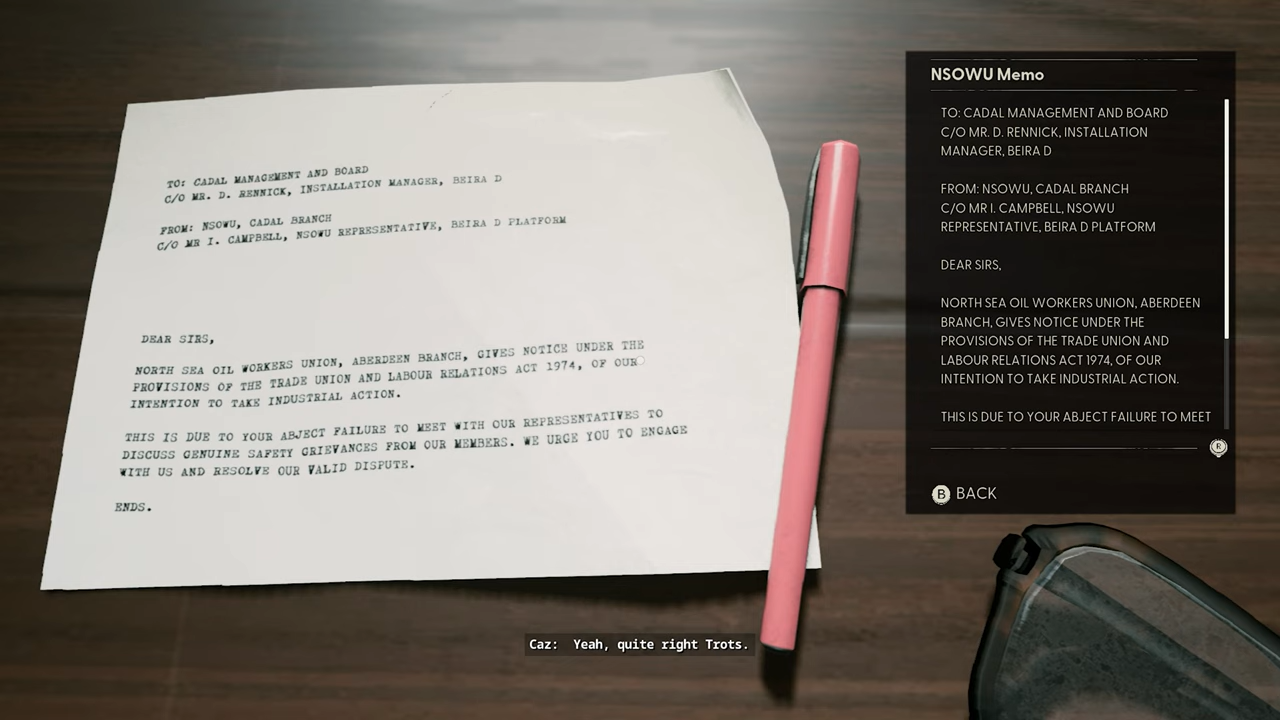 TO: CADAL MANAGEMENT AND BOARD
C/O MR. D. RENNICK, INSTALLATION MANAGER, BEIRA D
FROM: NSOWU, CADAL BRANCH
C/O MR I. CAMPBELL, NSOWU REPRESENTATIVE, BEIRA D PLATFORM
DEAR SIRS,
NORTH SEA OIL WORKERS UNION, ABERDEEN BRANCH, GIVES NOTICE UNDER THE
PROVISIONS OF THE TRADE UNION AND LABOUR RELATIONS ACT 1974, OF OUR
INTENTION TO TAKE INDUSTRIAL ACTION.
THIS IS DUE TO YOUR ABJECT FAILURE TO MEET WITH OUR REPRESENTATIVES TO
DISCUSS GENUINE SAFETY GRIEVANCES FROM OUR MEMBERS. WE URGE YOU TO ENGAGE
WITH US AND RESOLVE OUR VALID DISPUTE.
ENDS.
NSOWU Memo
TO: CADAL MANAGEMENT AND BOARD
C/O MR. D. RENNICK, INSTALLATION
MANAGER, BEIRA D
FROM: NSOWU, CADAL BRANCH
C/O MR I. CAMPBELL, NSOWU
REPRESENTATIVE, BEIRA D PLATFORM
DEAR SIRS,
NORTH SEA OIL WORKERS UNION, ABERDEEN
BRANCH, GIVES NOTICE UNDER THE
PROVISIONS OF THE TRADE UNION AND
LABOUR RELATIONS ACT 1974, OF OUR
INTENTION TO TAKE INDUSTRIAL ACTION.
THIS IS DUE TO YOUR ABJECT FAILURE TO MEET
R
B BACK
Caz: Yeah, quite right Trots.